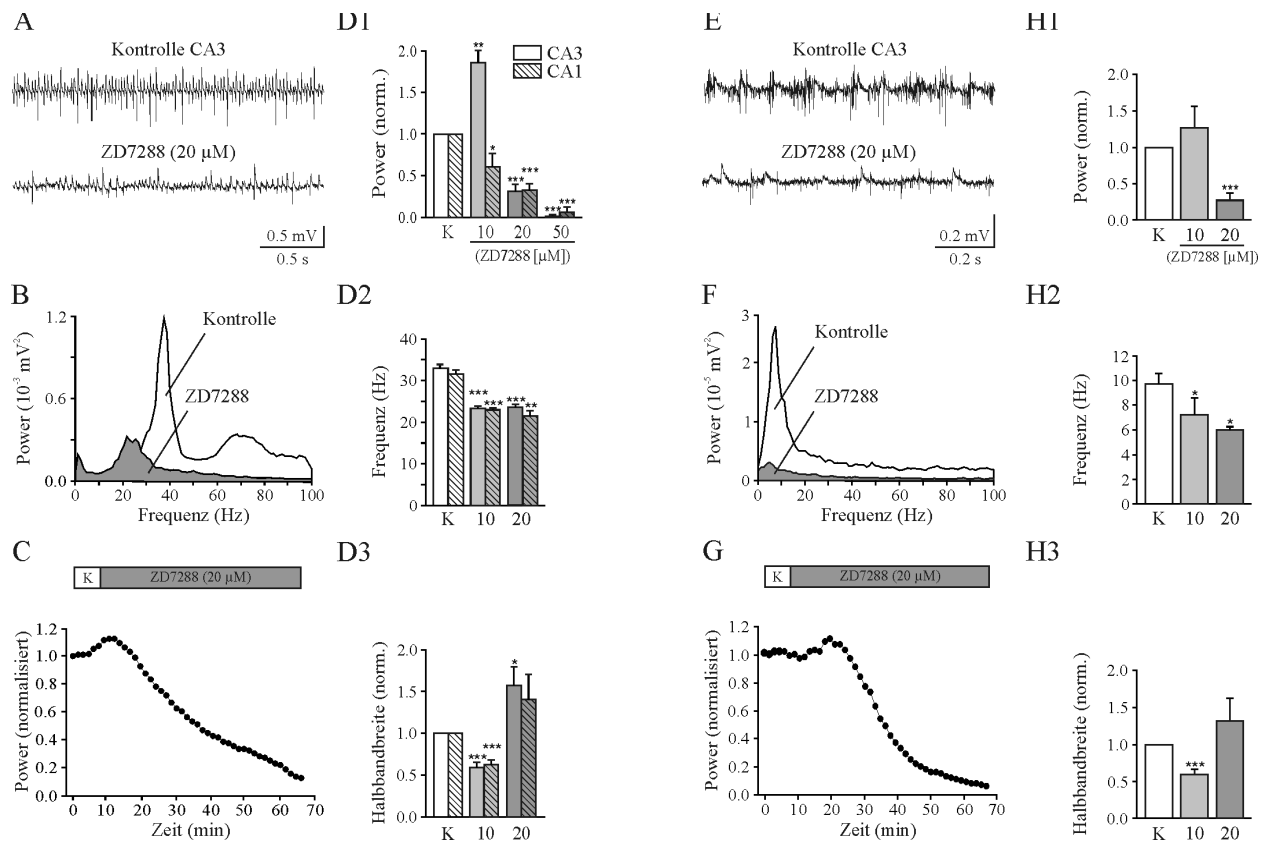 A
Kontrolle CA3
ZD7288 (20 µM)
0.5 mV
0.5 s
D1
2.0
1.5
1.0
0.5
0.0
Power (norm.)
CA3
CA1
**
*
***
***
***
***
K
10
20
50
(ZD7288 [µM])
E
Kontrolle CA3
ZD7288 (20 µM)
0.2 mV
0.2 s
H1
2.0
1.5
1.0
0.5
0.0
Power (norm.)
***
K
10
20
(ZD7288 [µM])
B
1.2
0.6
0.0
Power (10⁻³ mV²)
Kontrolle
ZD7288
0 20 40 60 80 100
Frequenz (Hz)
D2
40
30
20
10
0
Frequenz (Hz)
***
***
***
**
K
10
20
F
3
2
1
0
Power (10⁻⁵ mV²)
Kontrolle
ZD7288
0 20 40 60 80 100
Frequenz (Hz)
H2
12
10
8
6
4
2
0
Frequenz (Hz)
*
*
K
10
20
C
K
ZD7288 (20 µM)
1.2
1.0
0.8
0.6
0.4
0.2
0.0
Power (normalisiert)
0 10 20 30 40 50 60 70
Zeit (min)
D3
2.0
1.5
1.0
0.5
0.0
Halbbandbreite (norm.)
***
***
*
K
10
20
G
K
ZD7288 (20 µM)
1.2
1.0
0.8
0.6
0.4
0.2
0.0
Power (normalisiert)
0 10 20 30 40 50 60 70
Zeit (min)
H3
2.0
1.5
1.0
0.5
0.0
Halbbandbreite (norm.)
***
K
10
20